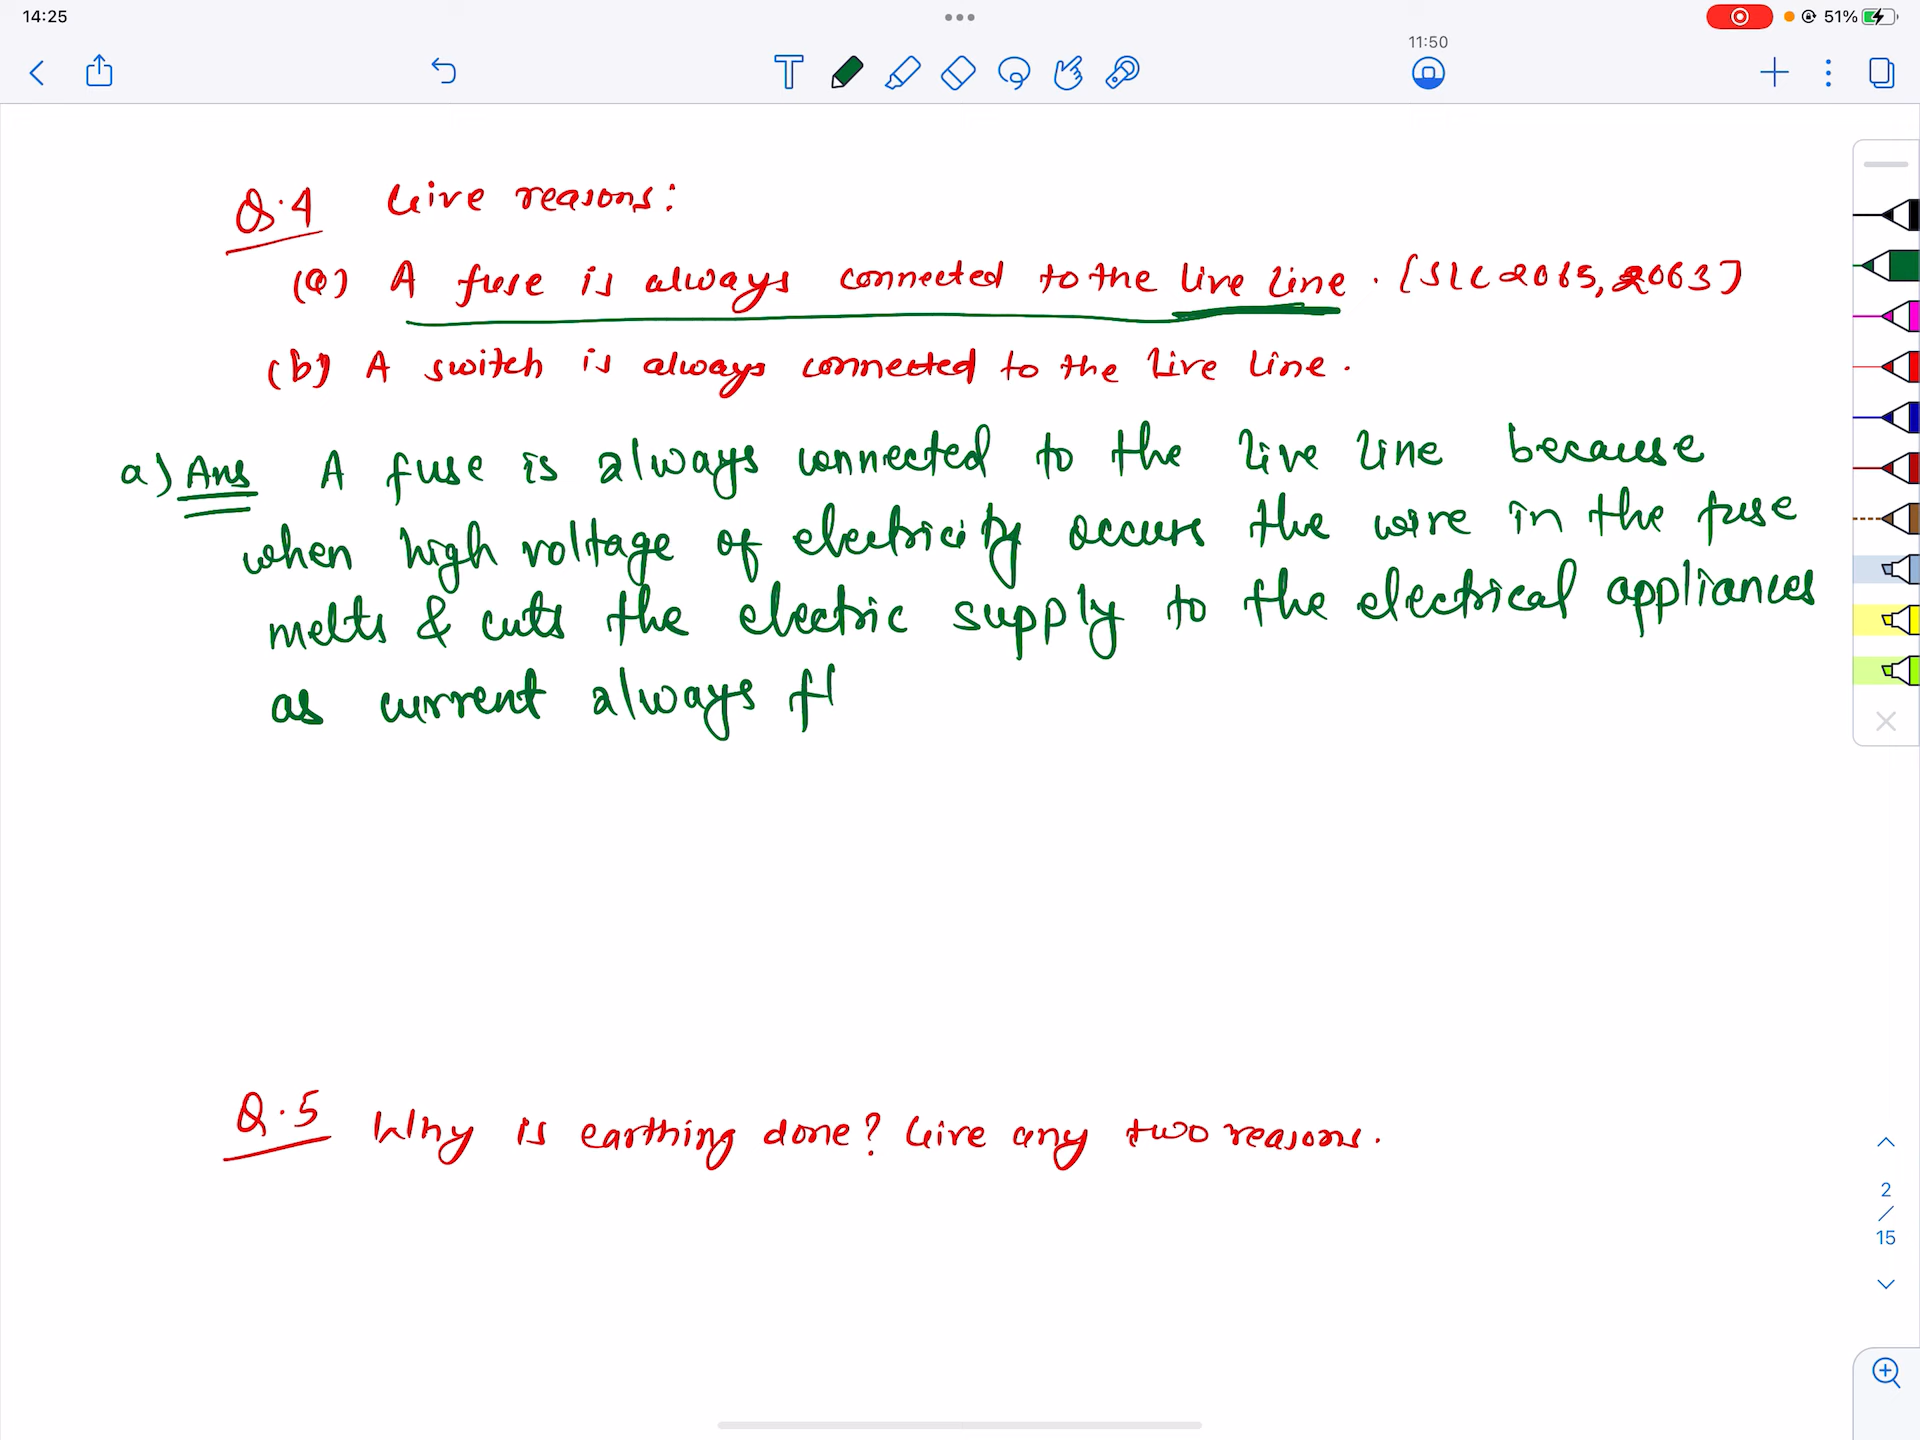 14:25
51%
11:50
Q.4 Give reasons:
(a) A fuse is always connected to the live line. [SLC 2065, 2063]
(b) A switch is always connected to the live line.
a) Ans A fuse is always connected to the live line because
when high voltage of electricity occurs the wire in the fuse
melts & cuts the electric supply to the electrical appliances
as current always fl
Q.5 Why is earthing done? Give any two reasons.
2
/
15